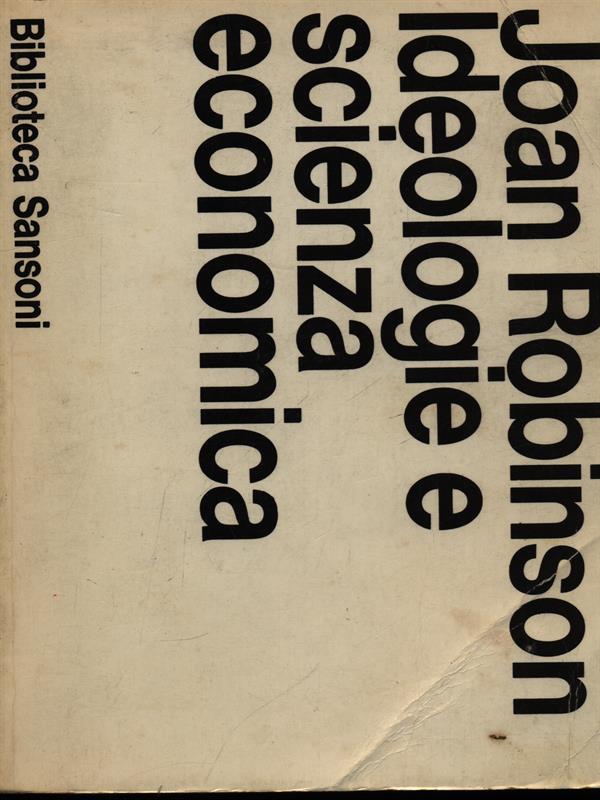 Joan Robinson
Ideologie e
scienza
economica
Biblioteca Sansoni